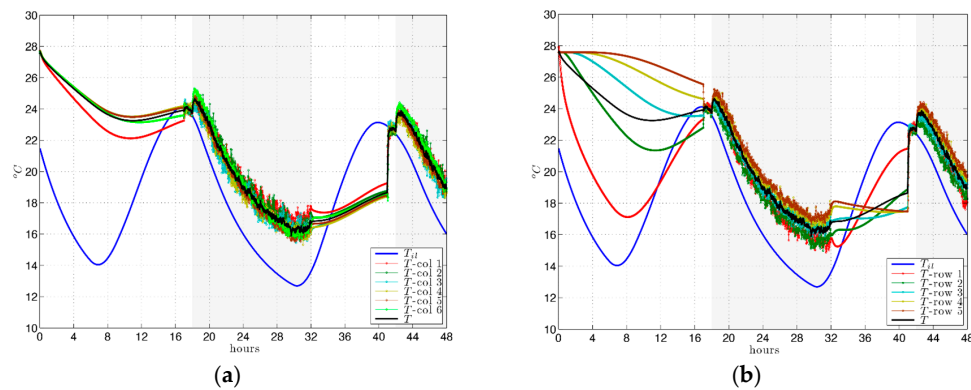 30
28
26
24
22
20
18
16
14
12
10
°C
0 4 8 12 16 20 24 28 32 36 40 44 48
hours
T_il
T-col 1
T-col 2
T-col 3
T-col 4
T-col 5
T-col 6
T
(a)
30
28
26
24
22
20
18
16
14
12
10
°C
0 4 8 12 16 20 24 28 32 36 40 44 48
hours
T_il
T-row 1
T-row 2
T-row 3
T-row 4
T-row 5
T
(b)